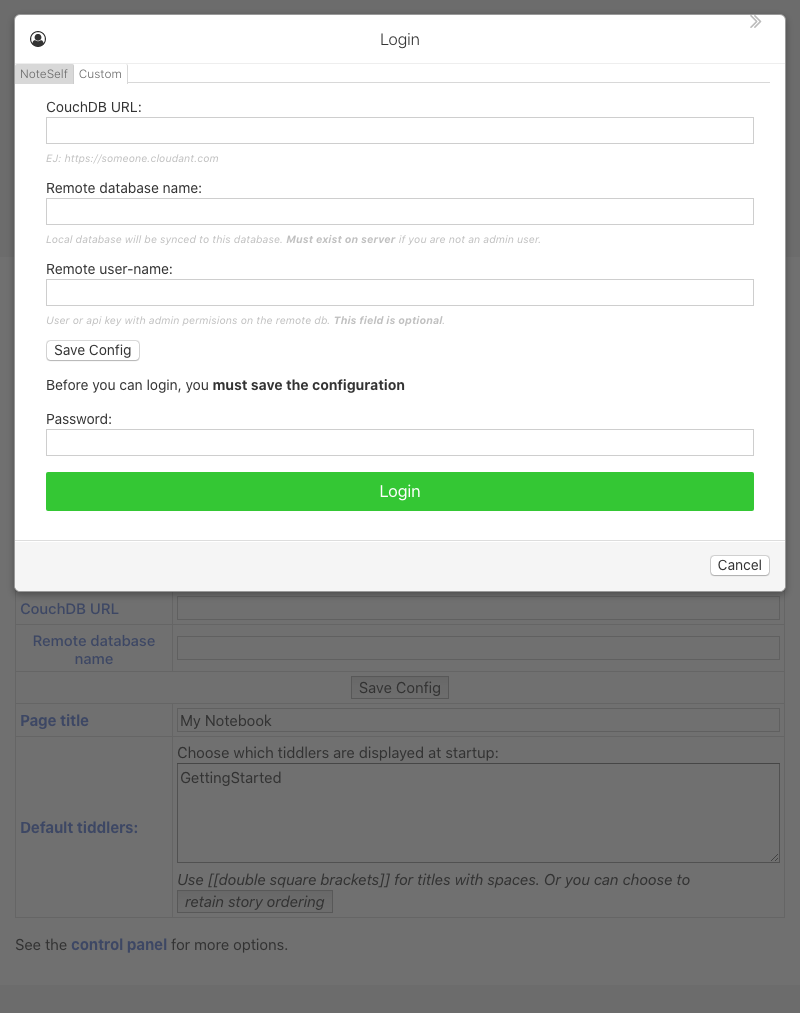 Login
NoteSelf Custom
CouchDB URL:
EJ: https://someone.cloudant.com
Remote database name:
Local database will be synced to this database. Must exist on server if you are not an admin user.
Remote user-name:
User or api key with admin permisions on the remote db. This field is optional.
Save Config
Before you can login, you must save the configuration
Password:
Login
Cancel
CouchDB URL
Remote database
name
Save Config
Page title My Notebook
Choose which tiddlers are displayed at startup:
GettingStarted
Default tiddlers:
Use [[double square brackets]] for titles with spaces. Or you can choose to
retain story ordering
See the control panel for more options.